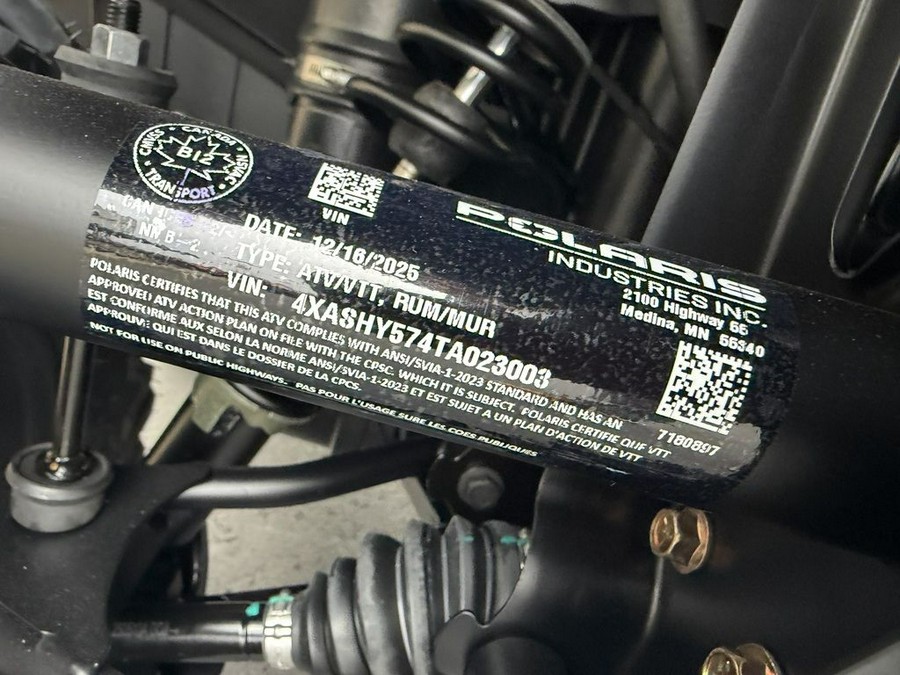 CANADA
CMVSS
NSVAC
B12
TRANSPORT
VIN
DATE: 12/16/2025
TYPE: ATV/VTT, RUM/MUR
VIN: 4XASHY574TA023003
POLARIS
INDUSTRIES INC.
2100 Highway 55
Medina, MN 55340
POLARIS CERTIFIES THAT THIS ATV COMPLIES WITH ANSI/SVIA-1-2023 STANDARD AND HAS AN
APPROVED ATV ACTION PLAN ON FILE WITH THE CPSC. WHICH IT IS SUBJECT. POLARIS CERTIFIE QUE VTT
EST CONFORME AUX SELON LA NORME ANSI/SVIA-1-2023 ET EST SUJET A UN PLAN D'ACTION DE VTT
APPROUVE QUI EST DANS LE DOSSIER DE LA CPCS.
NOT FOR USE ON PUBLIC HIGHWAYS. PAS POUR L'USAGE SURE LES COES PUBLIQUES
7180897